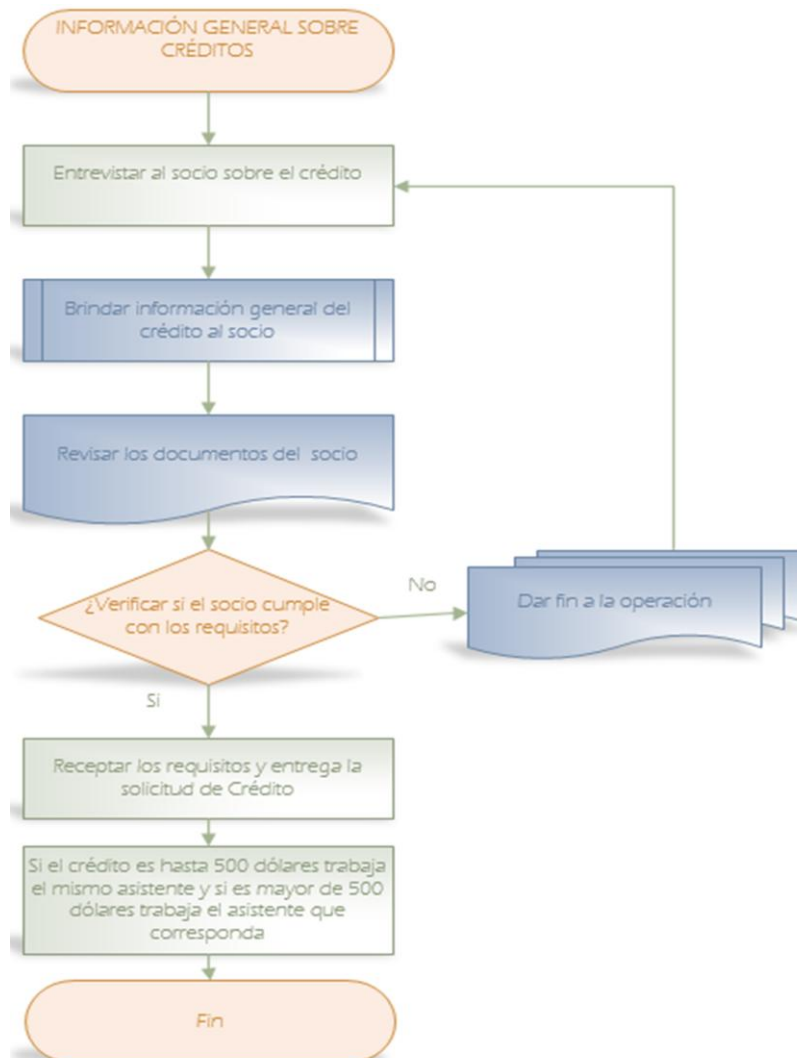 INFORMACIÓN GENERAL SOBRE
CRÉDITOS
Entrevistar al socio sobre el crédito
Brindar información general del
crédito al socio
Revisar los documentos del socio
¿Verificar si el socio cumple
con los requisitos?
No
Dar fin a la operación
Si
Receptar los requisitos y entrega la
solicitud de Crédito
Si el crédito es hasta 500 dólares trabaja
el mismo asistente y si es mayor de 500
dólares trabaja el asistente que
corresponda
Fin